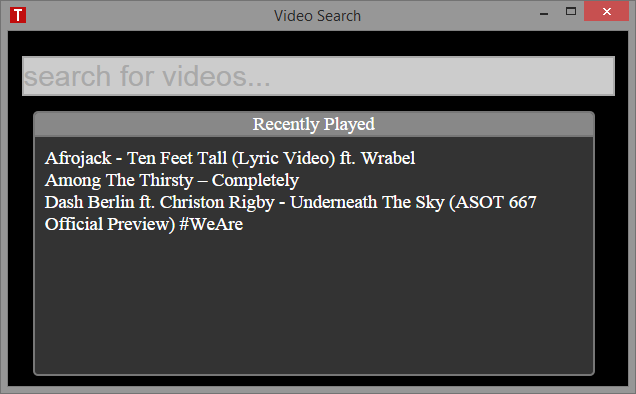 T
Video Search
search for videos...
Recently Played
Afrojack - Ten Feet Tall (Lyric Video) ft. Wrabel
Among The Thirsty – Completely
Dash Berlin ft. Christon Rigby - Underneath The Sky (ASOT 667
Official Preview) #WeAre